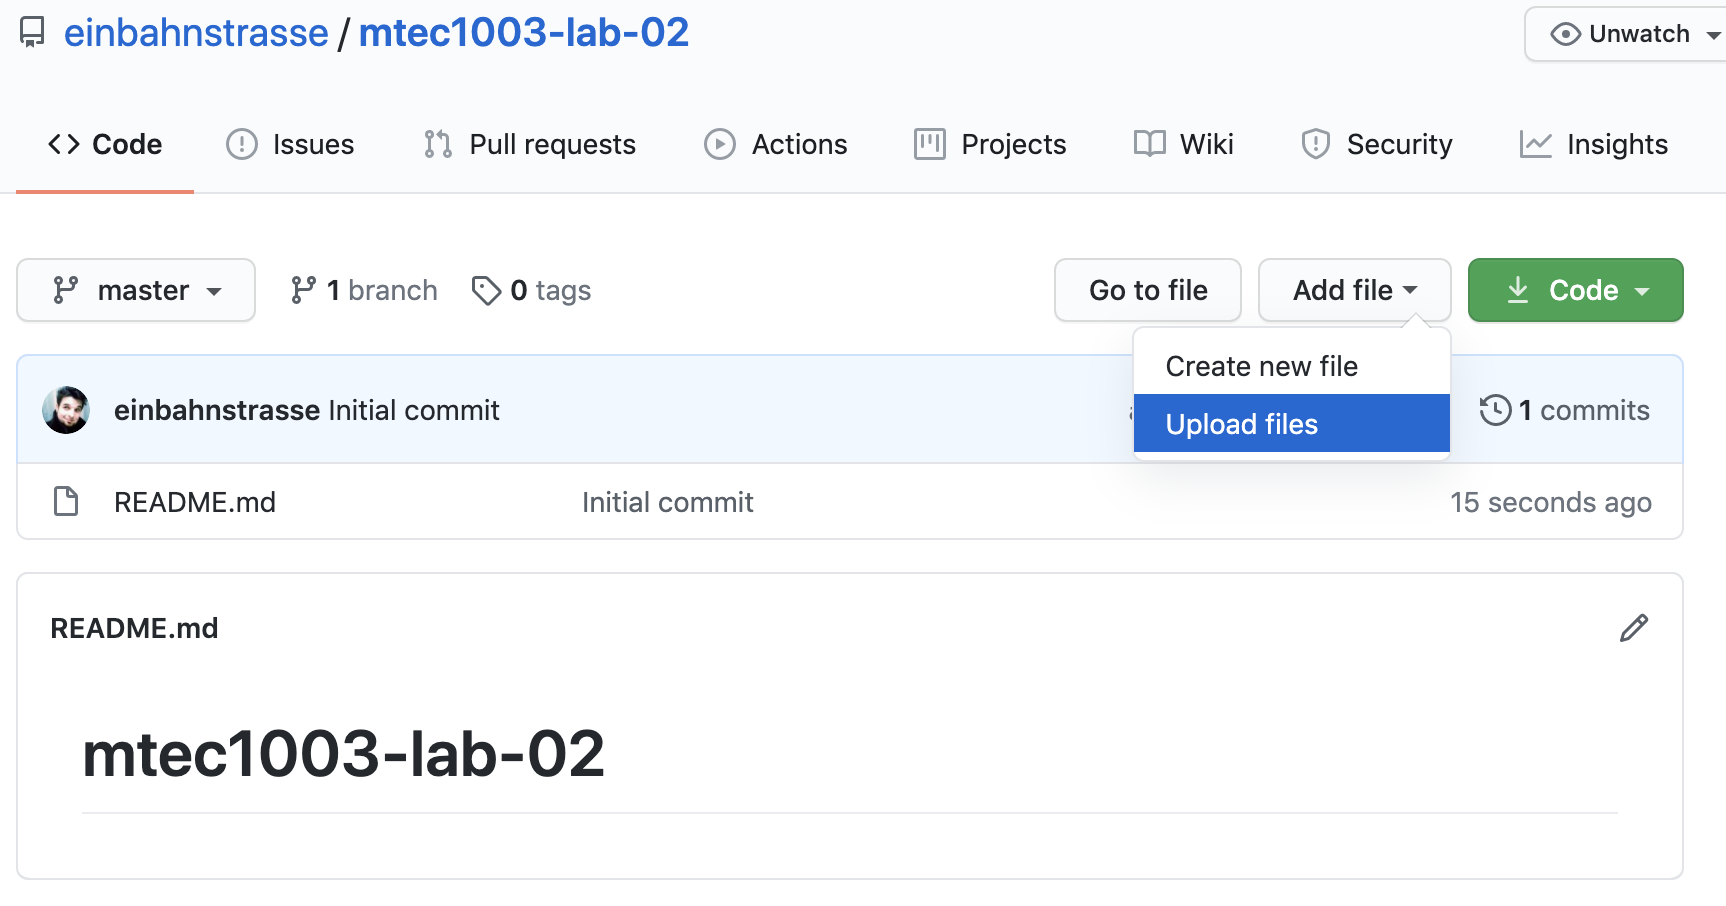 einbahnstrasse / mtec1003-lab-02
Unwatch
Code Issues Pull requests Actions Projects Wiki Security Insights
master 1 branch 0 tags Go to file Add file Code
Create new file
Upload files
einbahnstrasse Initial commit 1 commits
README.md Initial commit 15 seconds ago
README.md
mtec1003-lab-02